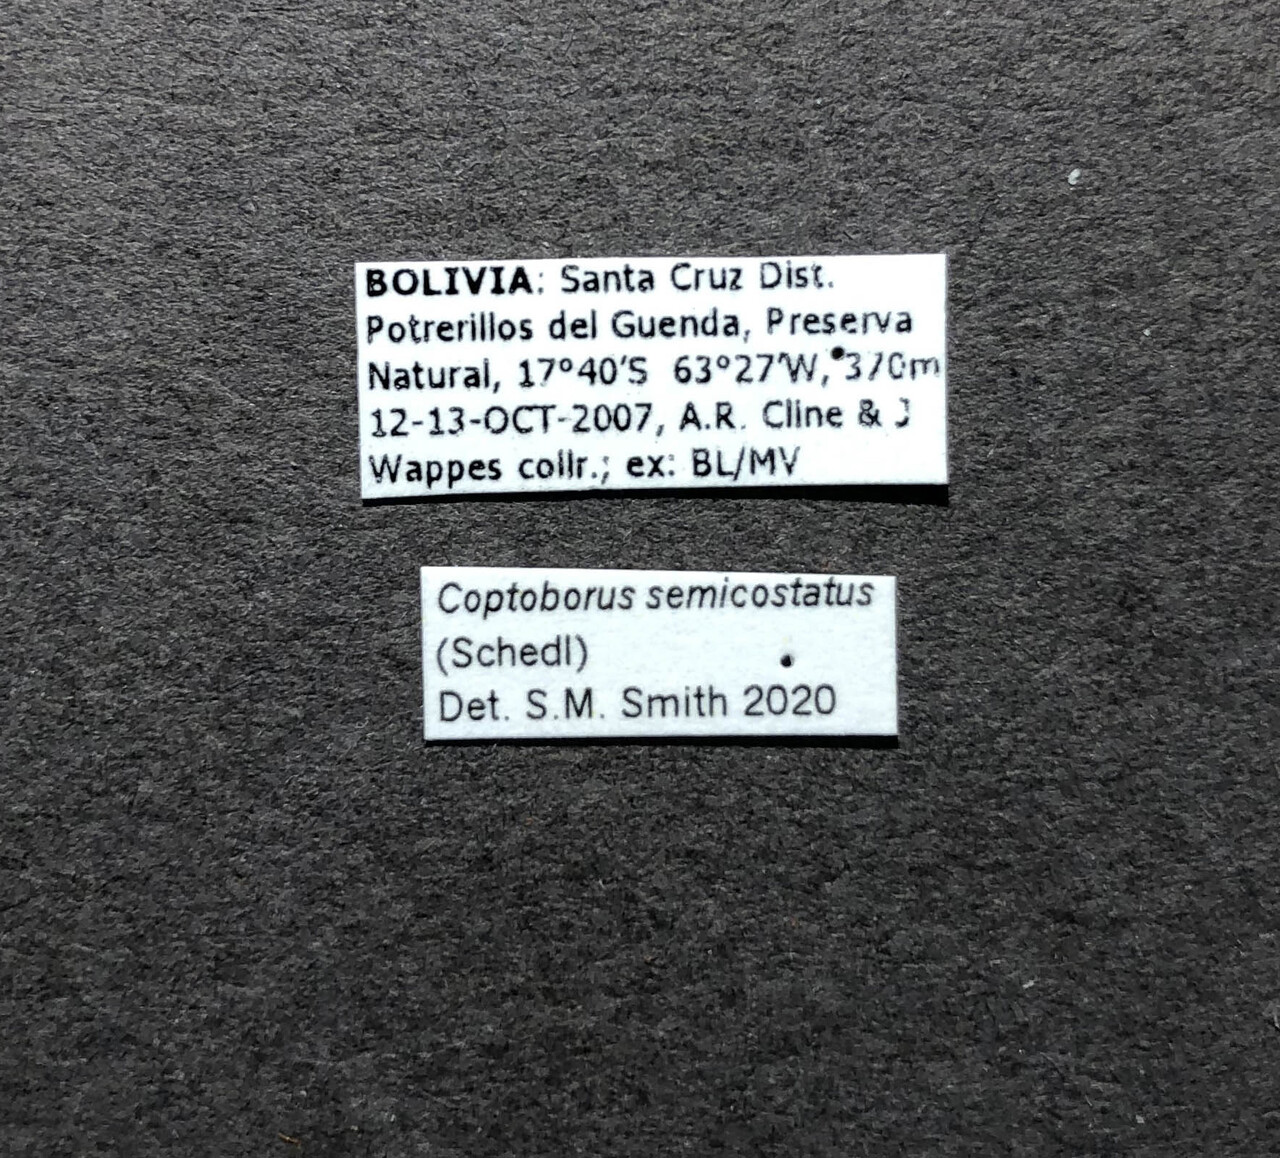 BOLIVIA: Santa Cruz Dist.
Potrerillos del Guenda, Preserva
Natural, 17°40'S 63°27'W, 370m
12-13-OCT-2007, A.R. Cline & J
Wappes collr.; ex: BL/MV
Coptoborus semicostatus
(Schedl)
Det. S.M. Smith 2020